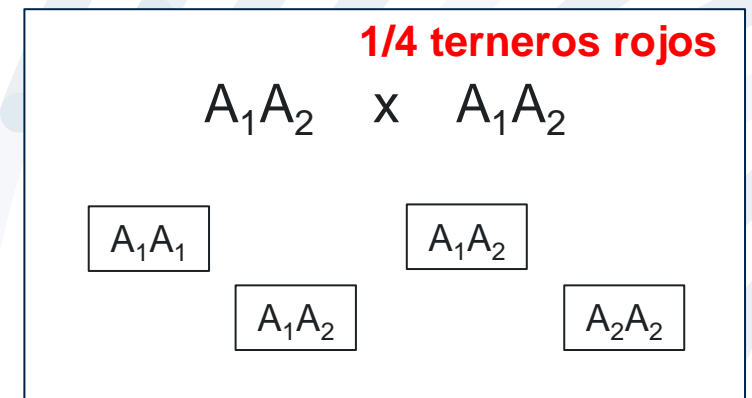 1/4 terneros rojos
A₁A₂ x A₁A₂
A₁A₁ A₁A₂
A₁A₂ A₂A₂